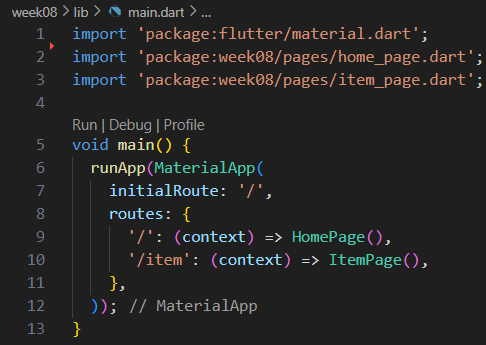 week08 > lib > main.dart > ...
1 import 'package:flutter/material.dart';
2 import 'package:week08/pages/home_page.dart';
3 import 'package:week08/pages/item_page.dart';
4
Run | Debug | Profile
5 void main() {
6   runApp(MaterialApp(
7     initialRoute: '/',
8     routes: {
9       '/': (context) => HomePage(),
10       '/item': (context) => ItemPage(),
11     },
12   )); // MaterialApp
13 }